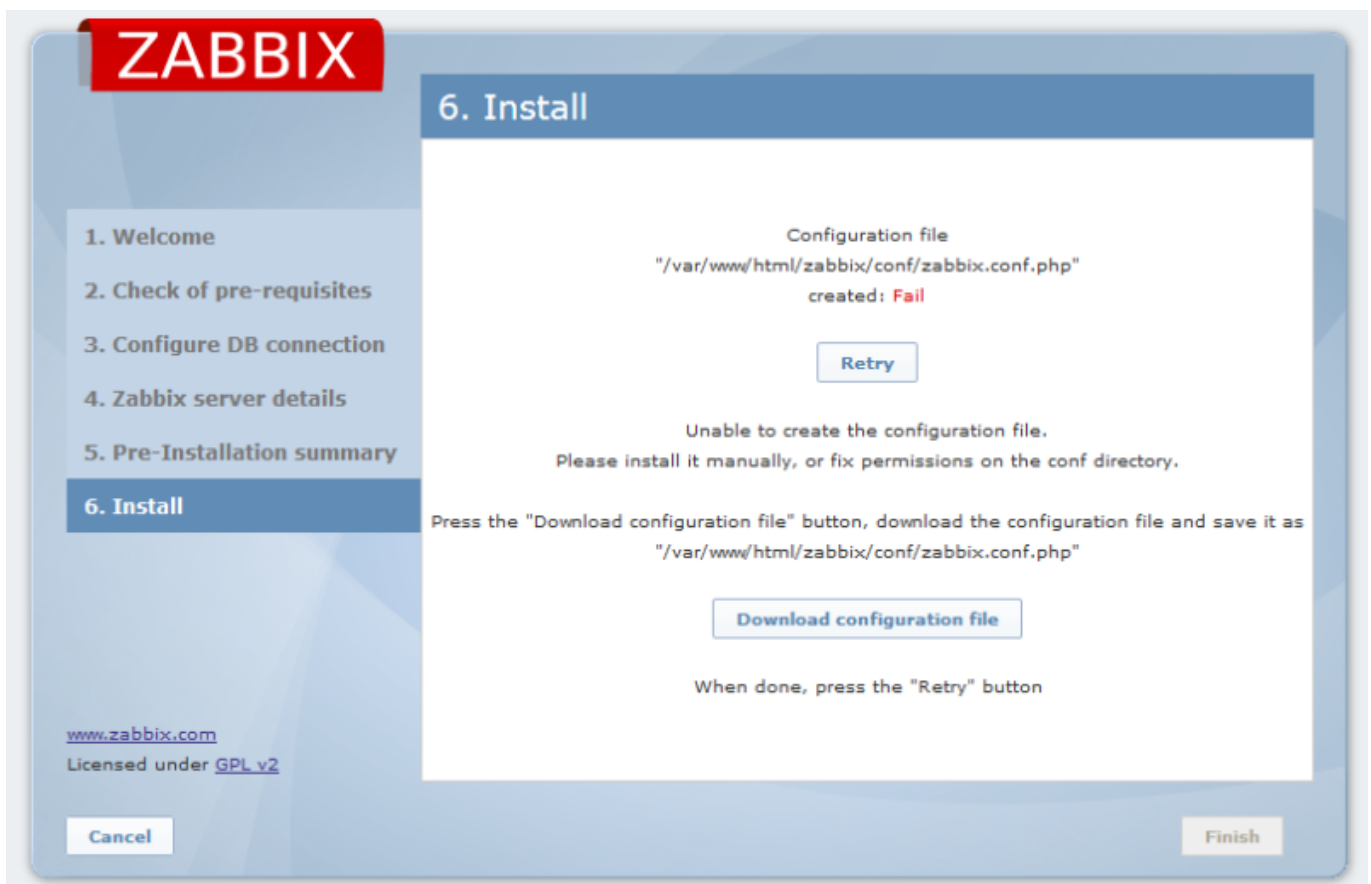 ZABBIX
6. Install
1. Welcome
2. Check of pre-requisites
3. Configure DB connection
4. Zabbix server details
5. Pre-Installation summary
6. Install
Configuration file
"/var/www/html/zabbix/conf/zabbix.conf.php"
created: Fail
Retry
Unable to create the configuration file.
Please install it manually, or fix permissions on the conf directory.
Press the "Download configuration file" button, download the configuration file and save it as
"/var/www/html/zabbix/conf/zabbix.conf.php"
Download configuration file
When done, press the "Retry" button
www.zabbix.com
Licensed under GPL v2
Cancel
Finish